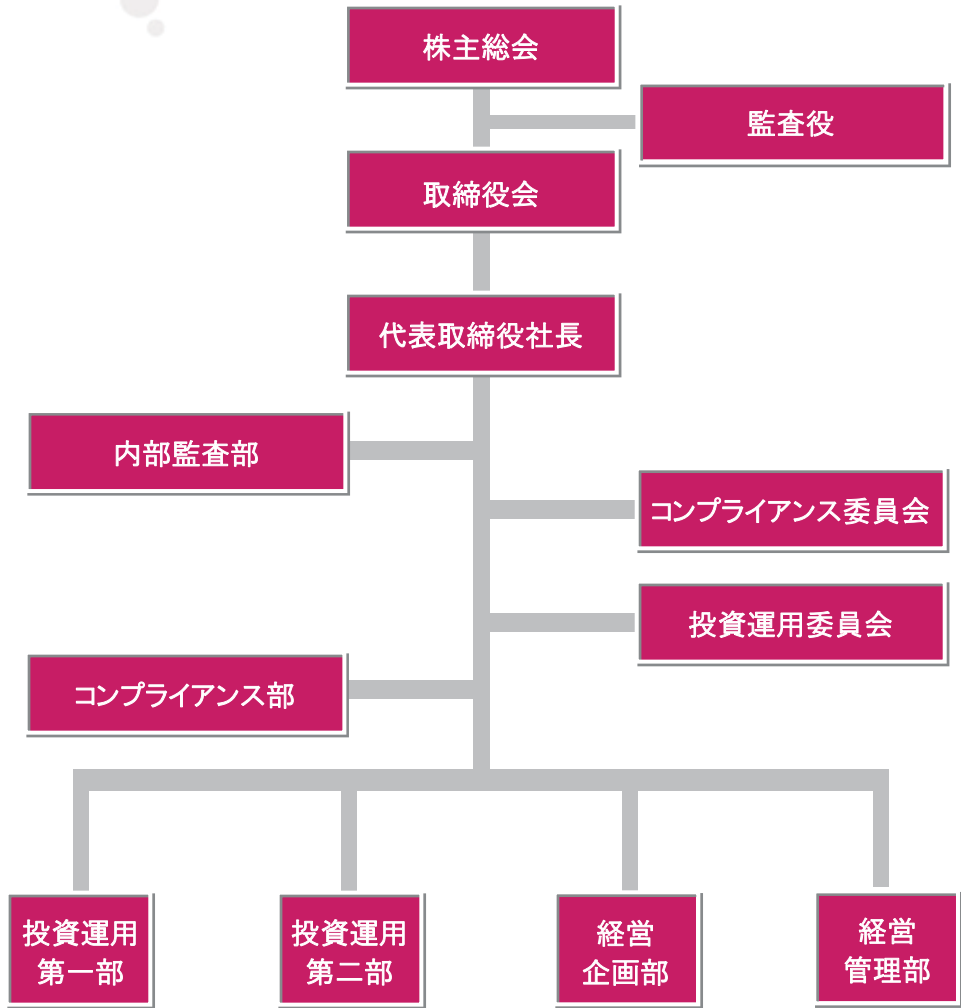 株主総会
監査役
取締役会
代表取締役社長
内部監査部
コンプライアンス委員会
投資運用委員会
コンプライアンス部
投資運用
第一部
投資運用
第二部
経営
企画部
経営
管理部